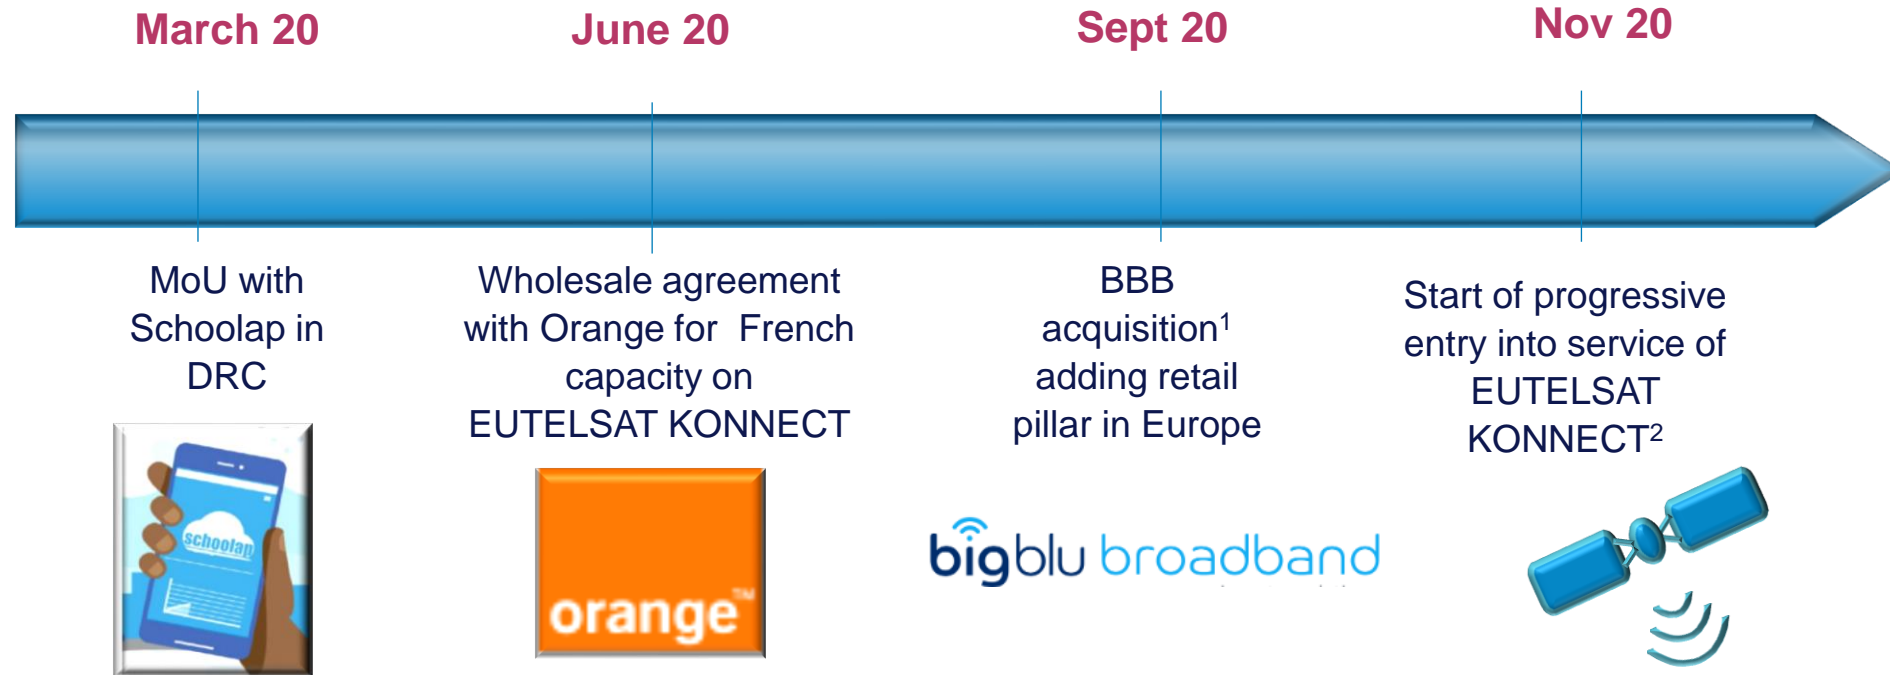 March 20
June 20
Sept 20
Nov 20
MoU with
Schoolap in
DRC
Wholesale agreement
with Orange for French
capacity on
EUTELSAT KONNECT
BBB
acquisition1
adding retail
pillar in Europe
Start of progressive
entry into service of
EUTELSAT
KONNECT2
schoolap
orange™
bigblu broadband